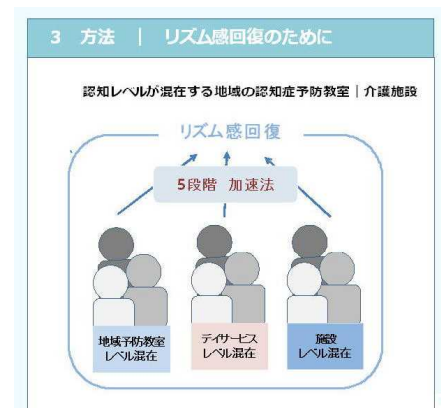 3 方法 | リズム感回復のために
認知レベルが混在する地域の認知症予防教室｜介護施設
リズム感回復
5段階 加速法
地域予防教室
レベル混在
デイサービス
レベル混在
施設
レベル混在